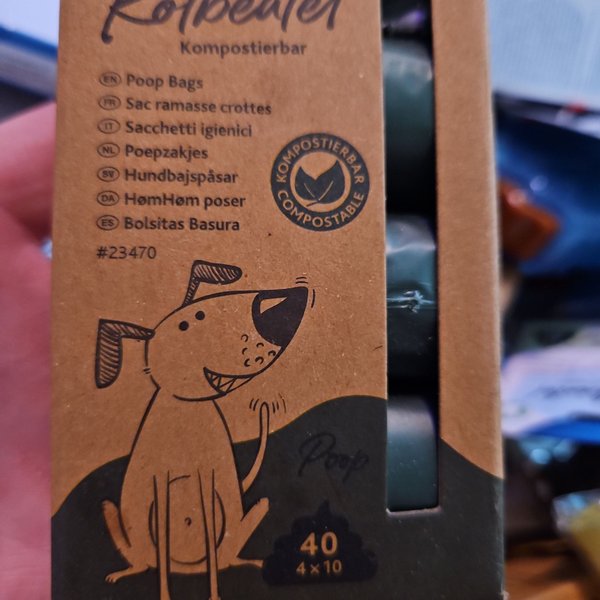 Kotbeutel
Kompostierbar
EN Poop Bags
FR Sac ramasse crottes
IT Sacchetti igienici
NL Poepzakjes
SV Hundbajspåsar
DA HømHøm poser
ES Bolsitas Basura
#23470
KOMPOSTIERBAR
COMPOSTABLE
Poop
40
4 x 10